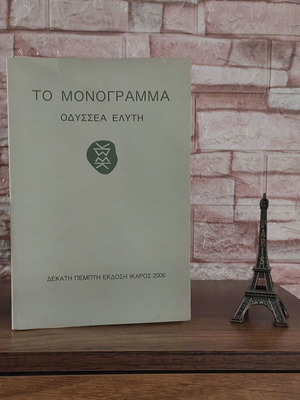 ΤΟ ΜΟΝΟΓΡΑΜΜΑ
ΟΔΥΣΣΕΑ ΕΛΥΤΗ
ΔΕΚΑΤΗ ΠΕΜΠΤΗ ΕΚΔΟΣΗ ΙΚΑΡΟΣ 2006